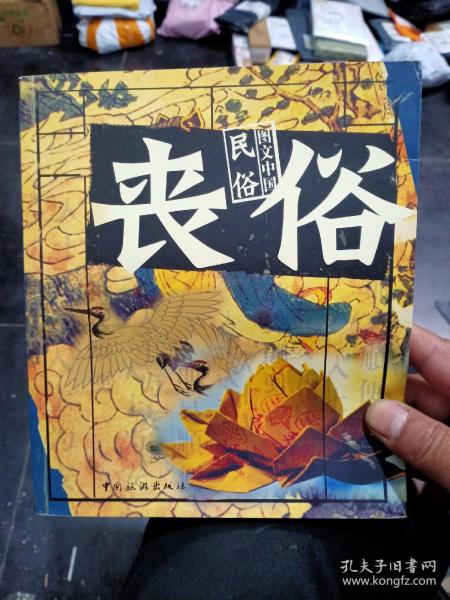 丧俗
图文中国
民俗
中国旅游出版社
孔夫子旧书网
www.kongfz.com